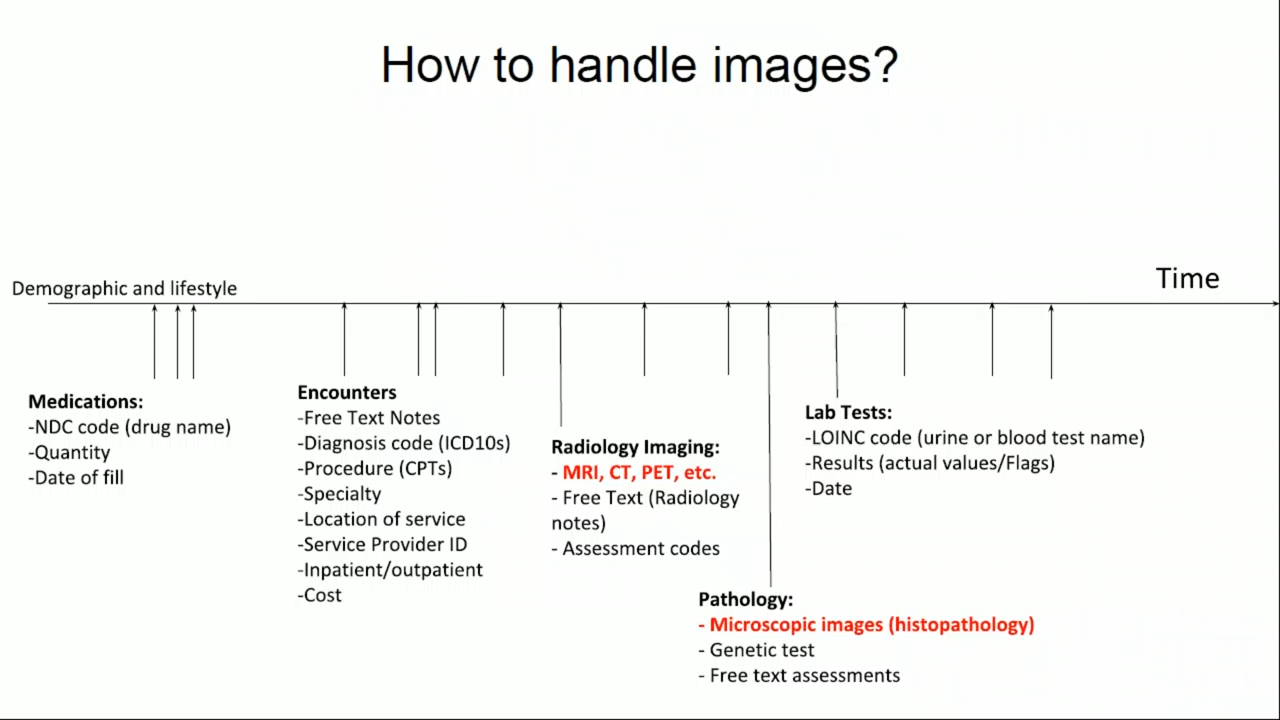 How to handle images?
Demographic and lifestyle
Time
Medications:
-NDC code (drug name)
-Quantity
-Date of fill
Encounters
-Free Text Notes
-Diagnosis code (ICD10s)
-Procedure (CPTs)
-Specialty
-Location of service
-Service Provider ID
-Inpatient/outpatient
-Cost
Radiology Imaging:
- MRI, CT, PET, etc.
- Free Text (Radiology
notes)
- Assessment codes
Pathology:
- Microscopic images (histopathology)
- Genetic test
- Free text assessments
Lab Tests:
-LOINC code (urine or blood test name)
-Results (actual values/Flags)
-Date